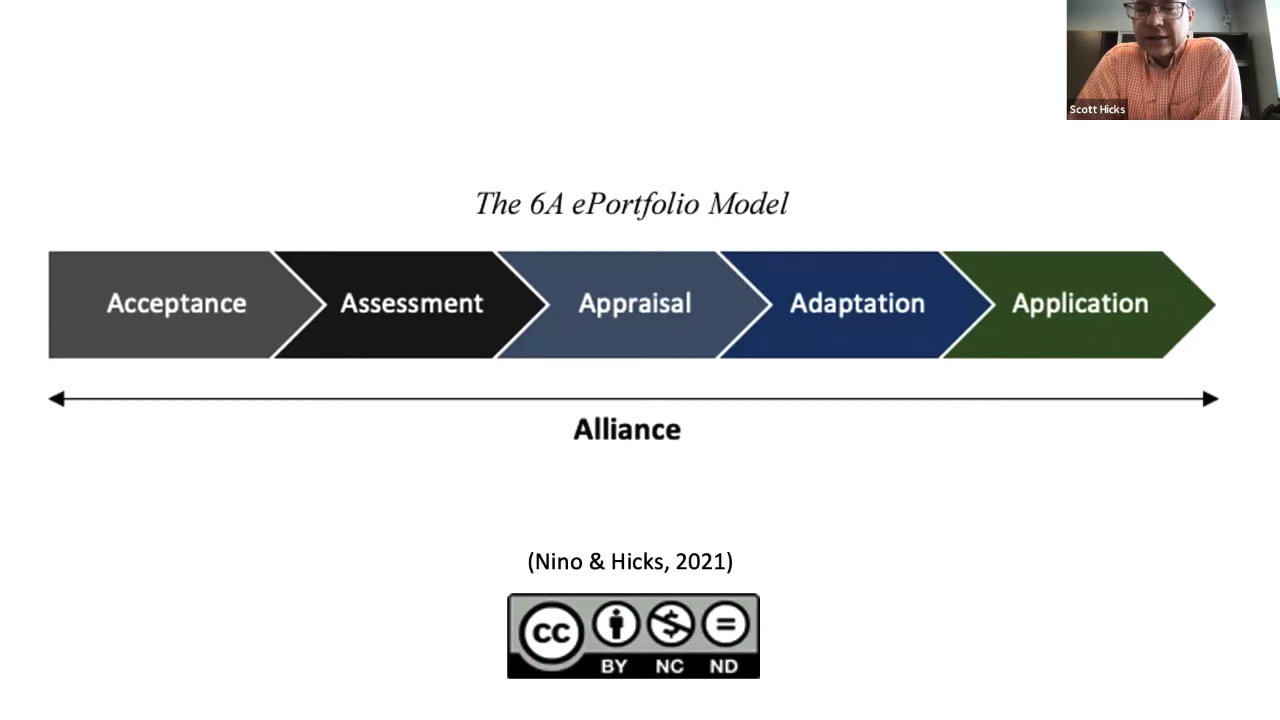 Scott Hicks
The 6A ePortfolio Model
Acceptance
Assessment
Appraisal
Adaptation
Application
Alliance
(Nino & Hicks, 2021)
CC
BY NC ND